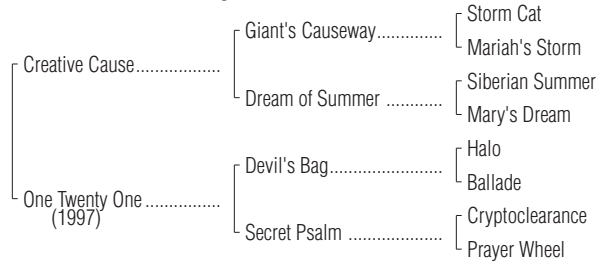 Storm Cat
Giant's Causeway..............
Mariah's Storm
Creative Cause.................
Siberian Summer
Dream of Summer ............
Mary's Dream
Halo
Devil's Bag........................
Ballade
One Twenty One ...............
(1997)
Cryptoclearance
Secret Psalm ....................
Prayer Wheel